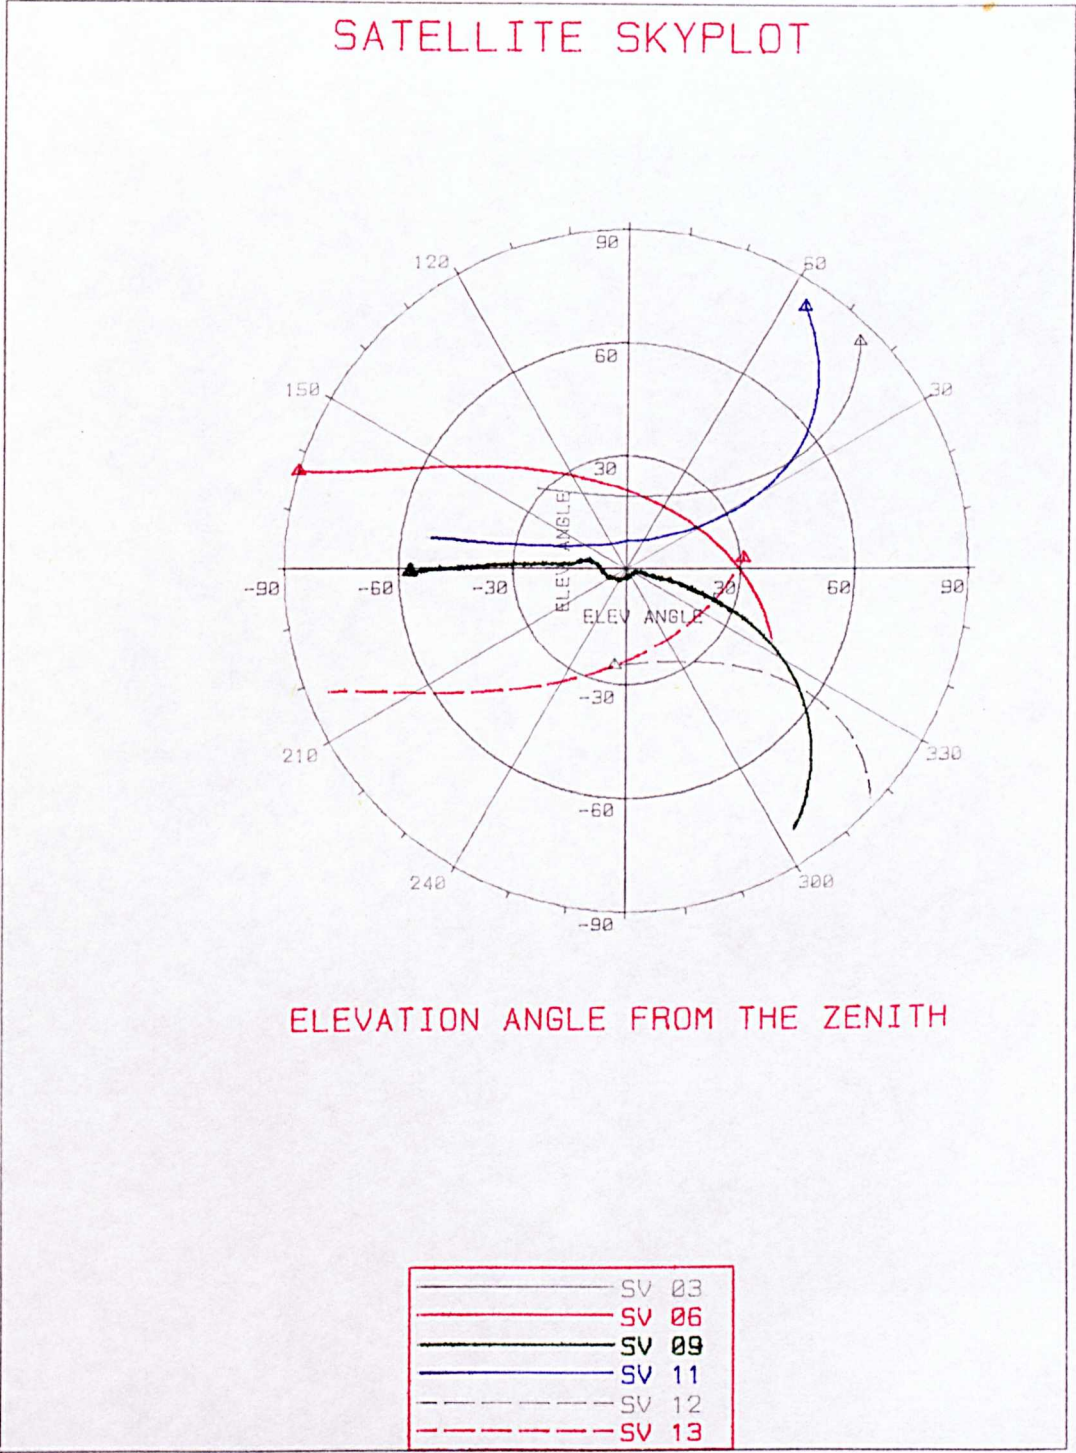 SATELLITE SKYPLOT
90
120
60
60
150
30
30
ELEV ANGLE
-90
-60
-30
30
60
90
ELEV ANGLE
-30
210
330
-60
240
300
-90
ELEVATION ANGLE FROM THE ZENITH
SV 03
SV 06
SV 09
SV 11
SV 12
SV 13